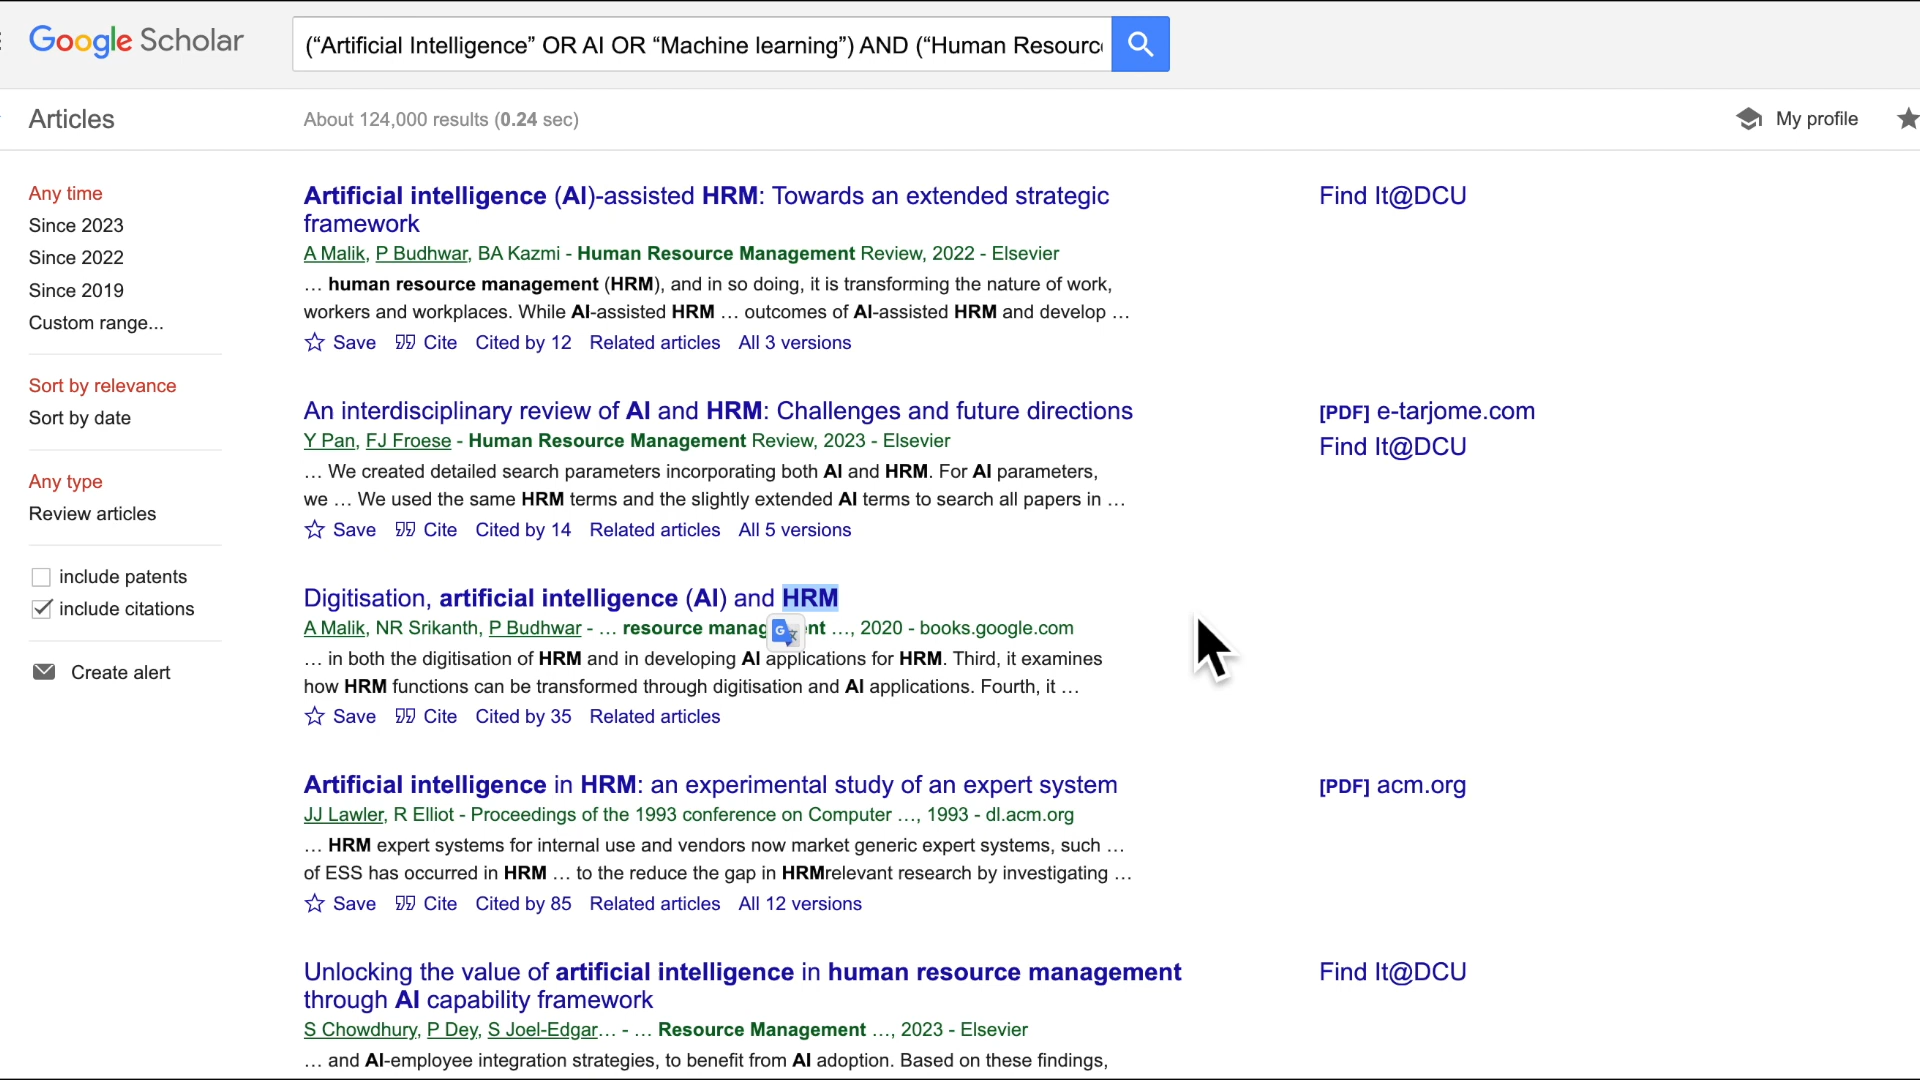 Google Scholar
(“Artificial Intelligence” OR AI OR “Machine learning”) AND (“Human Resourc
Articles
About 124,000 results (0.24 sec)
My profile
Any time
Since 2023
Since 2022
Since 2019
Custom range...
Sort by relevance
Sort by date
Any type
Review articles
include patents
include citations
Create alert
Artificial intelligence (AI)-assisted HRM: Towards an extended strategic
framework
A Malik, P Budhwar, BA Kazmi - Human Resource Management Review, 2022 - Elsevier
… human resource management (HRM), and in so doing, it is transforming the nature of work,
workers and workplaces. While AI-assisted HRM … outcomes of AI-assisted HRM and develop …
Save Cite Cited by 12 Related articles All 3 versions
Find It@DCU
An interdisciplinary review of AI and HRM: Challenges and future directions
Y Pan, FJ Froese - Human Resource Management Review, 2023 - Elsevier
… We created detailed search parameters incorporating both AI and HRM. For AI parameters,
we … We used the same HRM terms and the slightly extended AI terms to search all papers in …
Save Cite Cited by 14 Related articles All 5 versions
[PDF] e-tarjome.com
Find It@DCU
Digitisation, artificial intelligence (AI) and HRM
A Malik, NR Srikanth, P Budhwar - … resource manag nt …, 2020 - books.google.com
… in both the digitisation of HRM and in developing AI applications for HRM. Third, it examines
how HRM functions can be transformed through digitisation and AI applications. Fourth, it …
Save Cite Cited by 35 Related articles
Artificial intelligence in HRM: an experimental study of an expert system
JJ Lawler, R Elliot - Proceedings of the 1993 conference on Computer …, 1993 - dl.acm.org
… HRM expert systems for internal use and vendors now market generic expert systems, such …
of ESS has occurred in HRM … to the reduce the gap in HRMrelevant research by investigating …
Save Cite Cited by 85 Related articles All 12 versions
[PDF] acm.org
Unlocking the value of artificial intelligence in human resource management
through AI capability framework
S Chowdhury, P Dey, S Joel-Edgar… - … Resource Management …, 2023 - Elsevier
… and AI-employee integration strategies, to benefit from AI adoption. Based on these findings,
Find It@DCU